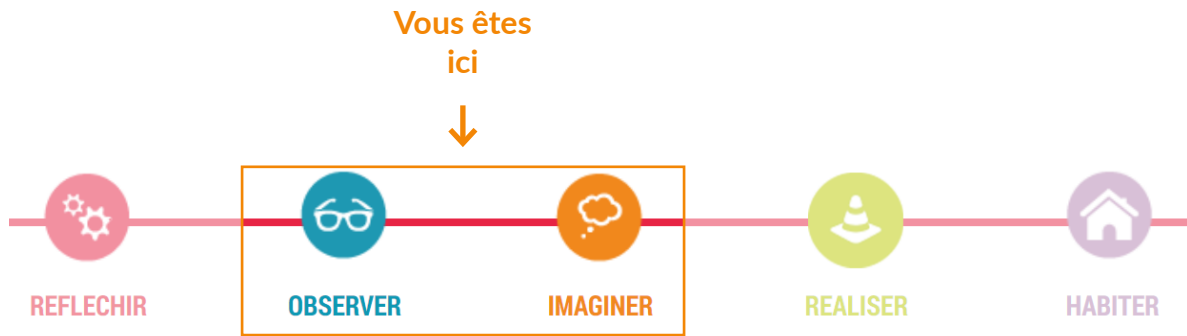 Vous êtes
ici
REFLECHIR
OBSERVER
IMAGINER
REALISER
HABITER